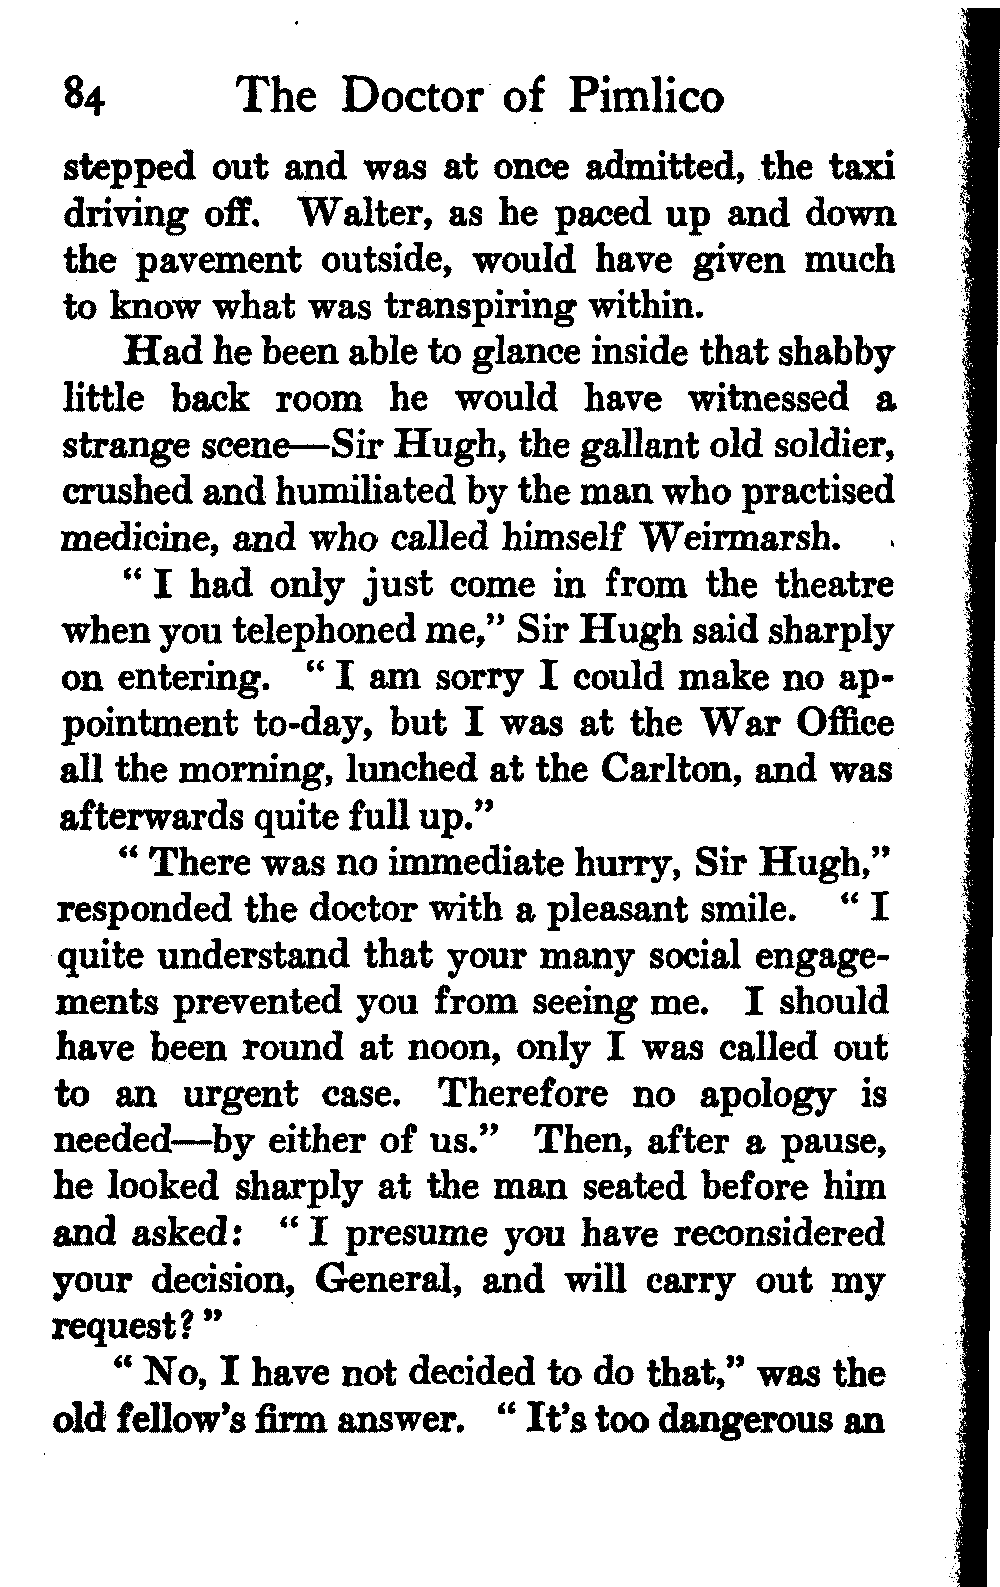 84 The Doctor of Pimlico
stepped out and was at once admitted, the taxi
driving off. Walter, as he paced up and down
the pavement outside, would have given much
to know what was transpiring within.
Had he been able to glance inside that shabby
little back room he would have witnessed a
strange scene—Sir Hugh, the gallant old soldier,
crushed and humiliated by the man who practised
medicine, and who called himself Weirmarsh.
“ I had only just come in from the theatre
when you telephoned me,” Sir Hugh said sharply
on entering. “ I am sorry I could make no ap-
pointment to-day, but I was at the War Office
all the morning, lunched at the Carlton, and was
afterwards quite full up.”
“ There was no immediate hurry, Sir Hugh,”
responded the doctor with a pleasant smile. “ I
quite understand that your many social engage-
ments prevented you from seeing me. I should
have been round at noon, only I was called out
to an urgent case. Therefore no apology is
needed—by either of us.” Then, after a pause,
he looked sharply at the man seated before him
and asked: “ I presume you have reconsidered
your decision, General, and will carry out my
request? ”
“ No, I have not decided to do that,” was the
old fellow’s firm answer. “ It’s too dangerous an